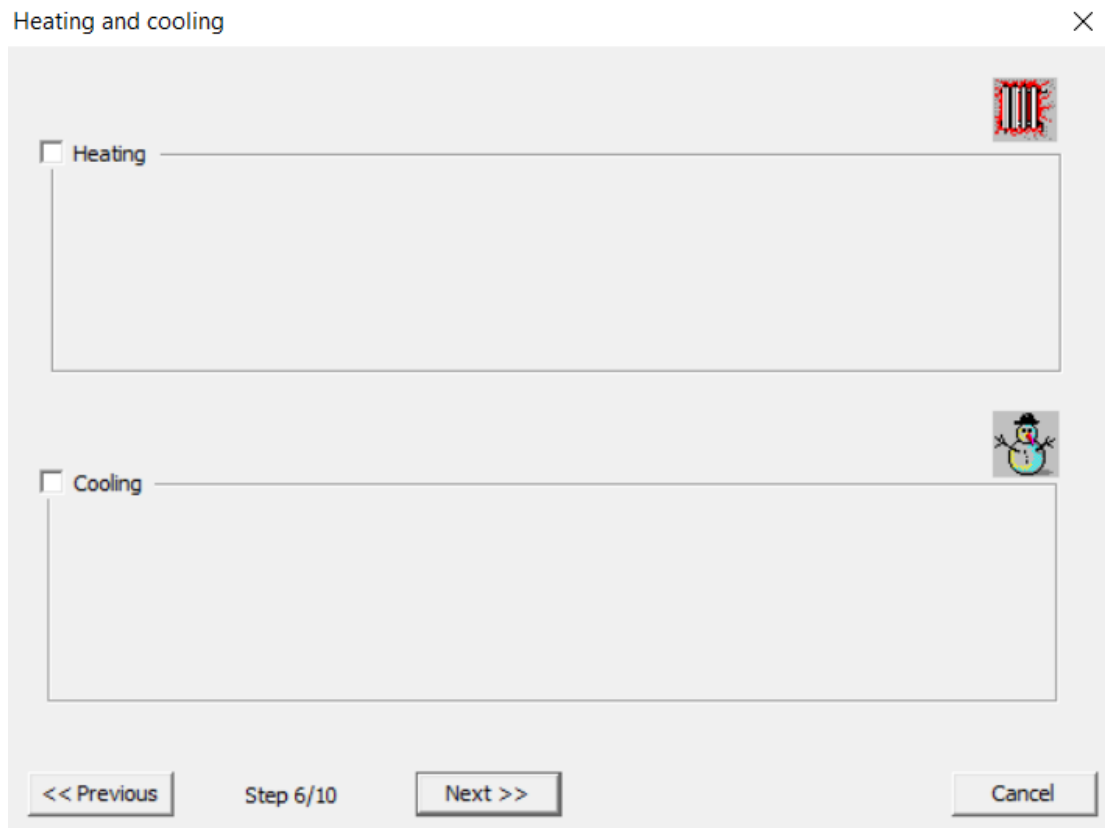 Heating and cooling
Heating
Cooling
<< Previous Step 6/10 Next >> Cancel